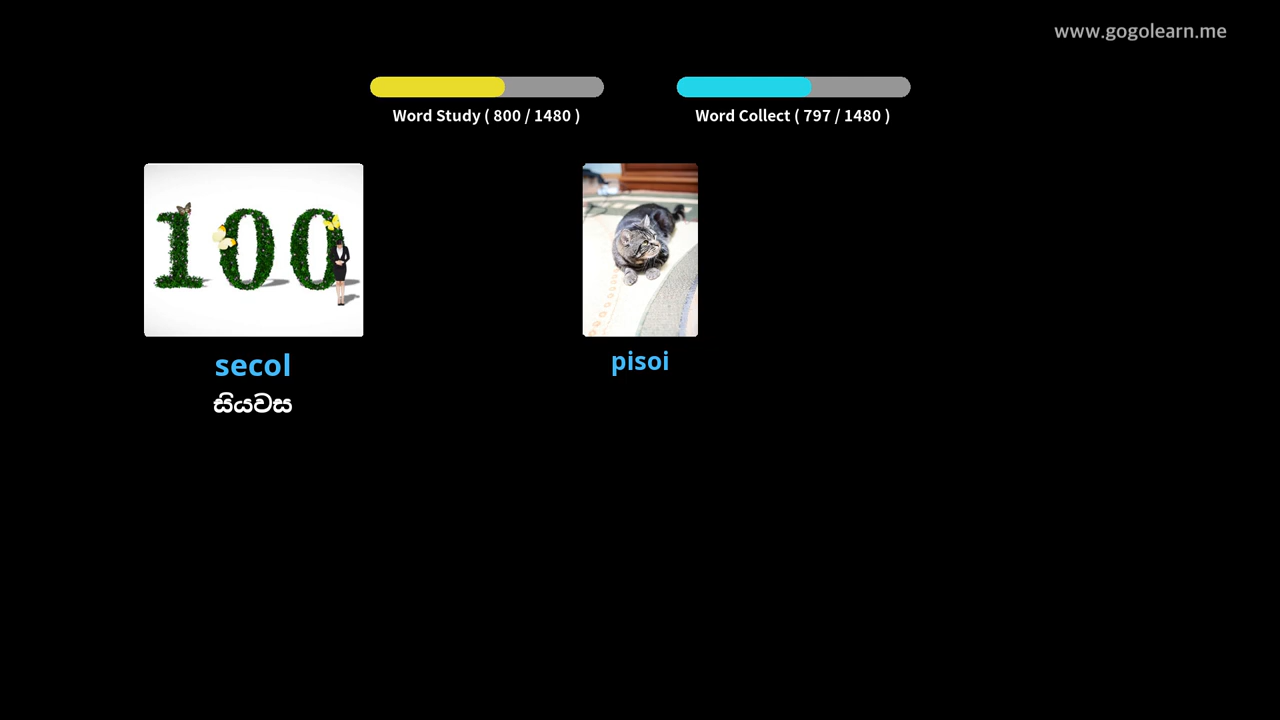 www.gogolearn.me
Word Study ( 800 / 1480 )
Word Collect ( 797 / 1480 )
100
secol
සියවස
pisoi